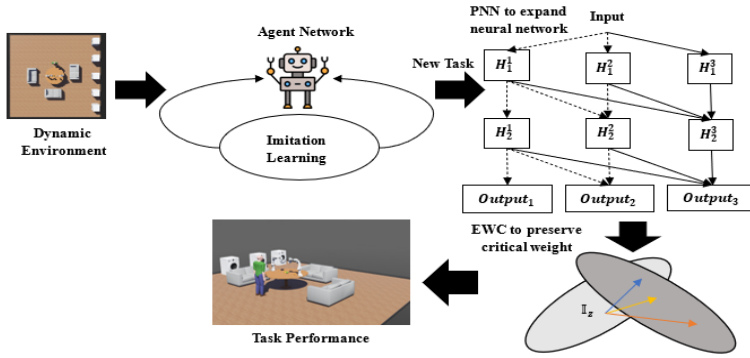 PNN to expand
neural network
Input
Agent Network
New Task
H₁¹
H₁²
H₁³
Dynamic
Environment
Imitation
Learning
H₂¹
H₂²
H₂³
Output₁
Output₂
Output₃
EWC to preserve
critical weight
𝕀z
Task Performance